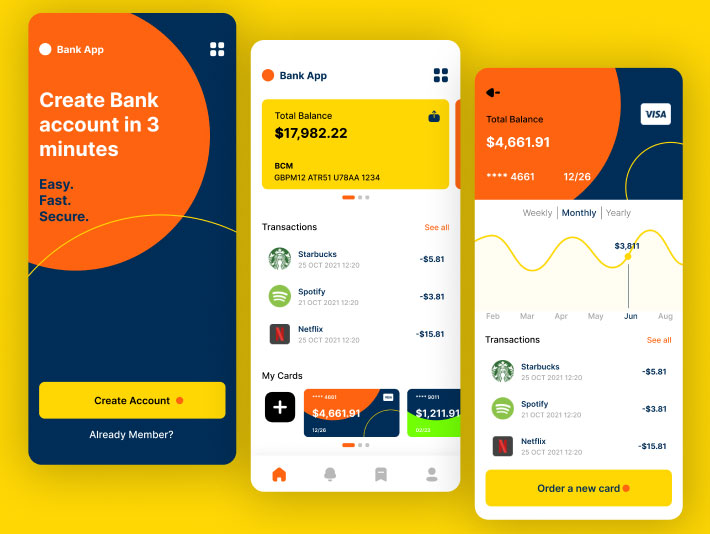 Bank App
Create Bank
account in 3
minutes
Easy.
Fast.
Secure.
Create Account
Already Member?
Bank App
Total Balance
$17,982.22
BCM
GBPM12 ATR51 U78AA 1234
Transactions
See all
Starbucks
25 OCT 2021 12:20
-$5.81
Spotify
21 OCT 2021 12:20
-$3.81
Netflix
25 OCT 2021 12:20
-$15.81
My Cards
**** 4661
VISA
$4,661.91
12/26
**** 9011
$1,211.91
09/25
Total Balance
VISA
$4,661.91
**** 4661
12/26
Weekly
Monthly
Yearly
$3,811
Feb
Mar
Apr
May
Jun
Aug
Transactions
See all
Starbucks
25 OCT 2021 12:20
-$5.81
Spotify
21 OCT 2021 12:20
-$3.81
Netflix
25 OCT 2021 12:20
-$15.81
Order a new card